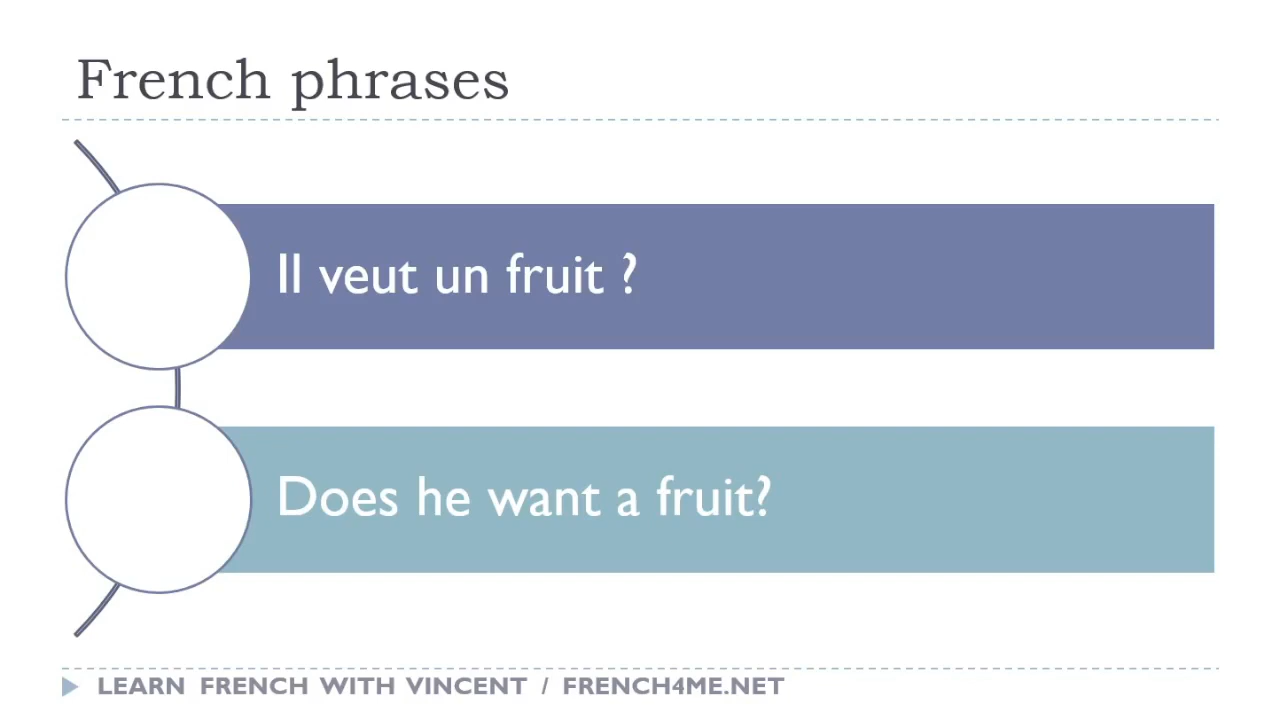 French phrases
Il veut un fruit ?
Does he want a fruit?
LEARN FRENCH WITH VINCENT / FRENCH4ME.NET